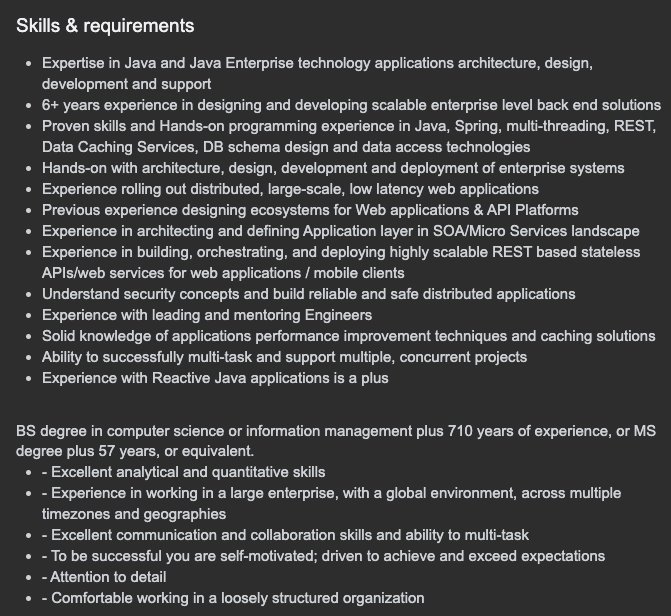 Skills & requirements
• Expertise in Java and Java Enterprise technology applications architecture, design,
development and support
• 6+ years experience in designing and developing scalable enterprise level back end solutions
• Proven skills and Hands-on programming experience in Java, Spring, multi-threading, REST,
Data Caching Services, DB schema design and data access technologies
• Hands-on with architecture, design, development and deployment of enterprise systems
• Experience rolling out distributed, large-scale, low latency web applications
• Previous experience designing ecosystems for Web applications & API Platforms
• Experience in architecting and defining Application layer in SOA/Micro Services landscape
• Experience in building, orchestrating, and deploying highly scalable REST based stateless
APIs/web services for web applications / mobile clients
• Understand security concepts and build reliable and safe distributed applications
• Experience with leading and mentoring Engineers
• Solid knowledge of applications performance improvement techniques and caching solutions
• Ability to successfully multi-task and support multiple, concurrent projects
• Experience with Reactive Java applications is a plus
BS degree in computer science or information management plus 710 years of experience, or MS
degree plus 57 years, or equivalent.
• - Excellent analytical and quantitative skills
• - Experience in working in a large enterprise, with a global environment, across multiple
timezones and geographies
• - Excellent communication and collaboration skills and ability to multi-task
• - To be successful you are self-motivated; driven to achieve and exceed expectations
• - Attention to detail
• - Comfortable working in a loosely structured organization